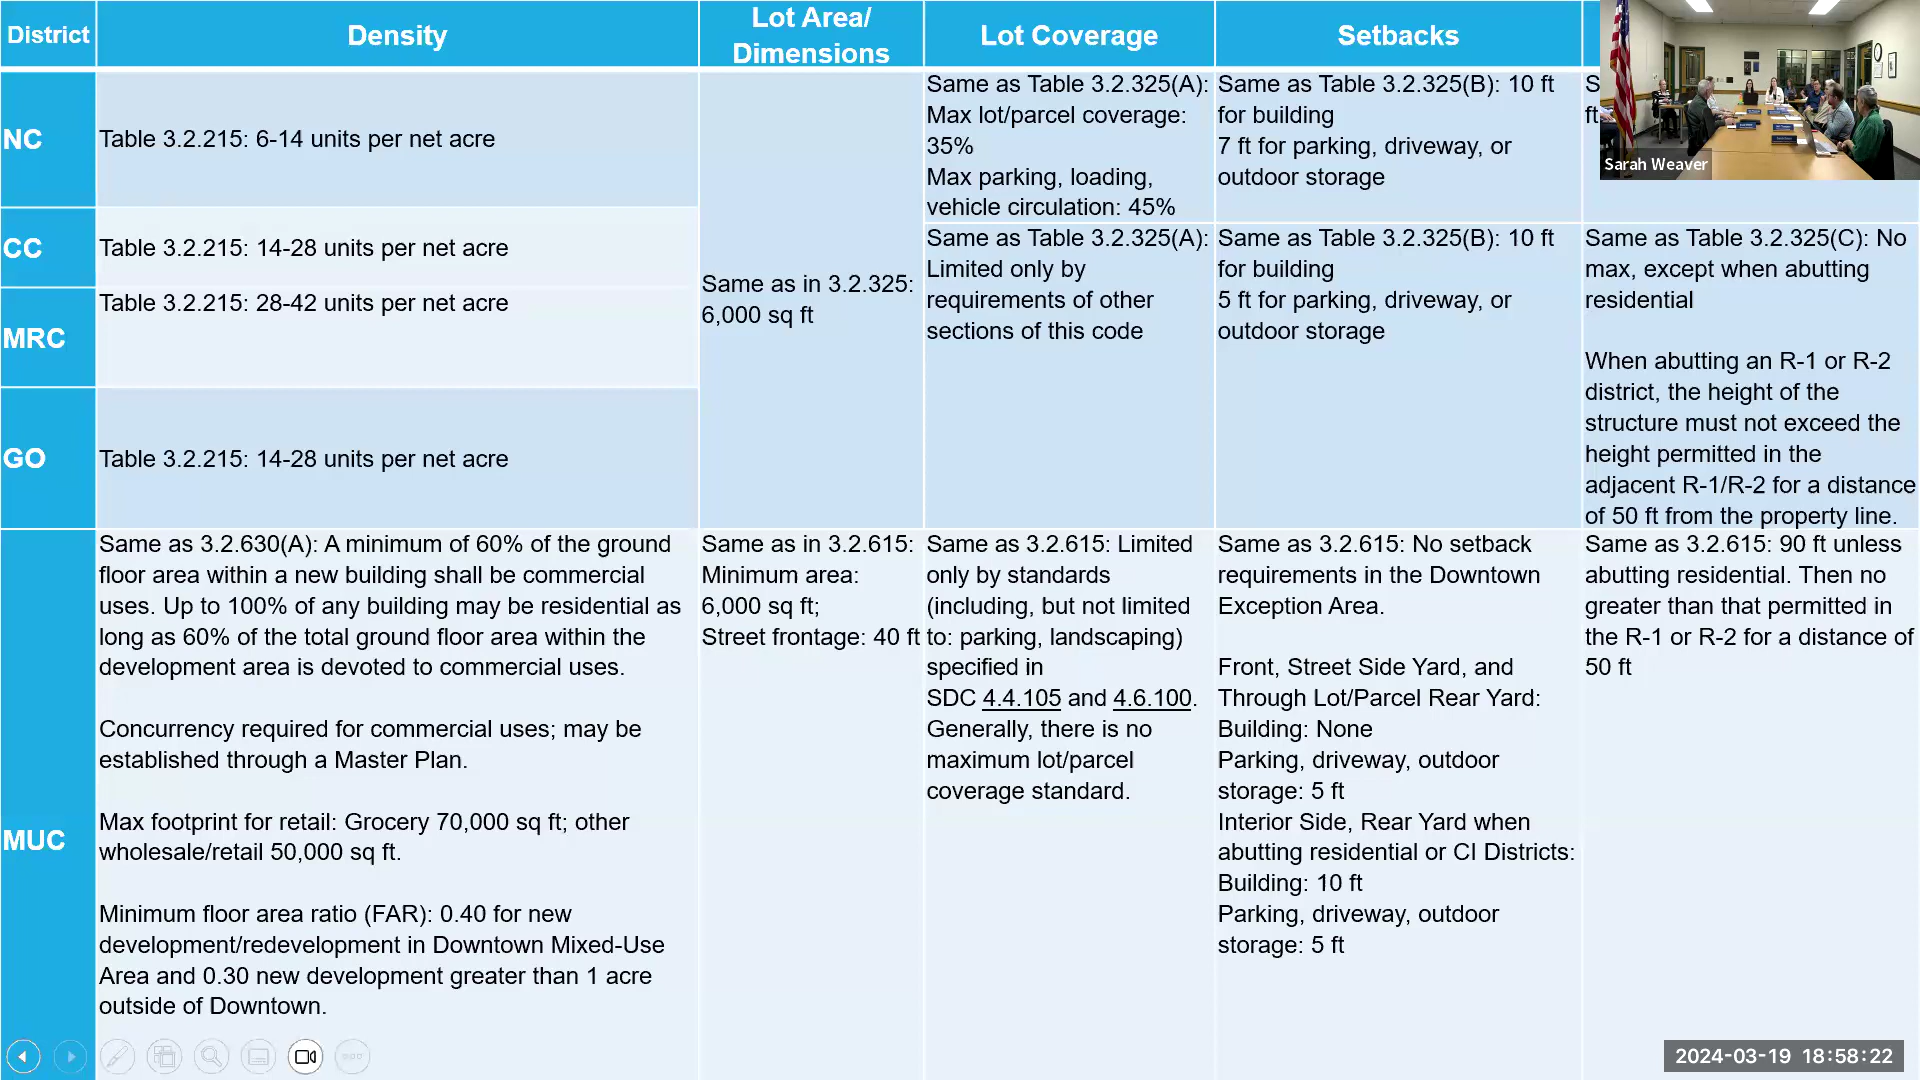 District
Density
Lot Area/
Dimensions
Lot Coverage
Setbacks
NC
Table 3.2.215: 6-14 units per net acre
Same as Table 3.2.325(A):
Max lot/parcel coverage:
35%
Max parking, loading,
vehicle circulation: 45%
Same as Table 3.2.325(B): 10 ft
for building
7 ft for parking, driveway, or
outdoor storage
S
ft
Sarah Weaver
CC
Table 3.2.215: 14-28 units per net acre
MRC
Table 3.2.215: 28-42 units per net acre
GO
Table 3.2.215: 14-28 units per net acre
Same as in 3.2.325:
6,000 sq ft
Same as Table 3.2.325(A):
Limited only by
requirements of other
sections of this code
Same as Table 3.2.325(B): 10 ft
for building
5 ft for parking, driveway, or
outdoor storage
Same as Table 3.2.325(C): No
max, except when abutting
residential
When abutting an R-1 or R-2
district, the height of the
structure must not exceed the
height permitted in the
adjacent R-1/R-2 for a distance
of 50 ft from the property line.
MUC
Same as 3.2.630(A): A minimum of 60% of the ground
floor area within a new building shall be commercial
uses. Up to 100% of any building may be residential as
long as 60% of the total ground floor area within the
development area is devoted to commercial uses.
Concurrency required for commercial uses; may be
established through a Master Plan.
Max footprint for retail: Grocery 70,000 sq ft; other
wholesale/retail 50,000 sq ft.
Minimum floor area ratio (FAR): 0.40 for new
development/redevelopment in Downtown Mixed-Use
Area and 0.30 new development greater than 1 acre
outside of Downtown.
Same as in 3.2.615:
Minimum area:
6,000 sq ft;
Street frontage: 40 ft
Same as 3.2.615: Limited
only by standards
(including, but not limited
to: parking, landscaping)
specified in
SDC 4.4.105 and 4.6.100.
Generally, there is no
maximum lot/parcel
coverage standard.
Same as 3.2.615: No setback
requirements in the Downtown
Exception Area.
Front, Street Side Yard, and
Through Lot/Parcel Rear Yard:
Building: None
Parking, driveway, outdoor
storage: 5 ft
Interior Side, Rear Yard when
abutting residential or CI Districts:
Building: 10 ft
Parking, driveway, outdoor
storage: 5 ft
Same as 3.2.615: 90 ft unless
abutting residential. Then no
greater than that permitted in
the R-1 or R-2 for a distance of
50 ft
2024-03-19 18:58:22